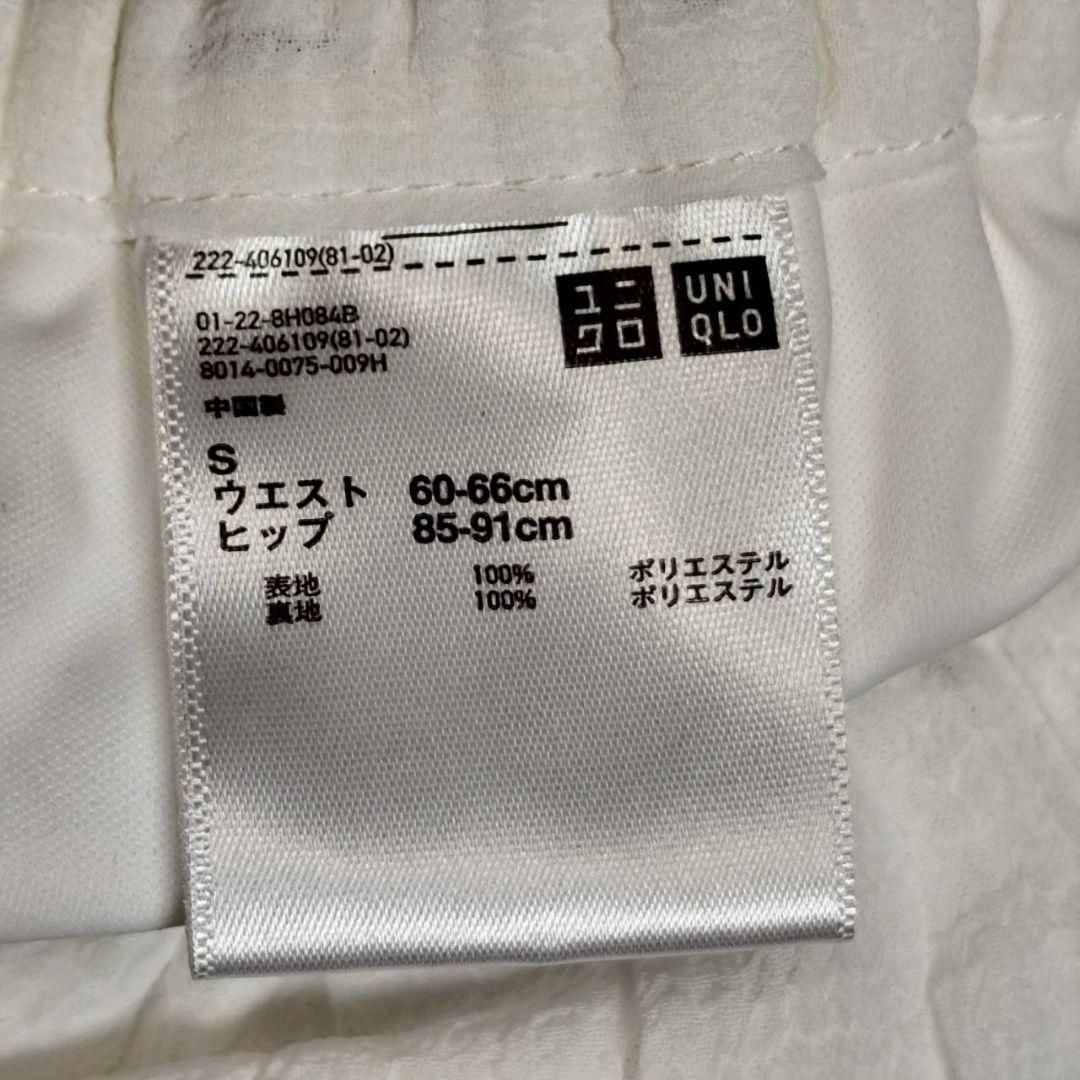 222-406109(81-02)
ユニクロ
UNIQLO
01-22-8H084B
222-406109(81-02)
8014-0075-009H
中国製
S
ウエスト 60-66cm
ヒップ 85-91cm
表地 100% ポリエステル
裏地 100% ポリエステル